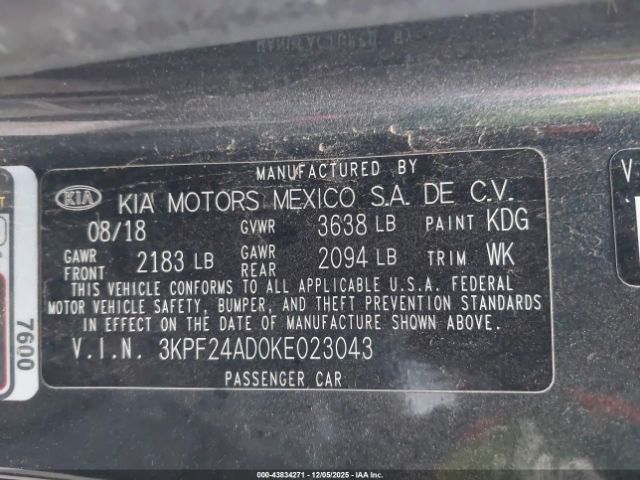 MANUFACTURED BY
KIA KIA MOTORS MEXICO S.A. DE C.V.
08/18 GVWR 3638 LB PAINT KDG
GAWR FRONT 2183 LB GAWR REAR 2094 LB TRIM WK
THIS VEHICLE CONFORMS TO ALL APPLICABLE U.S.A. FEDERAL
MOTOR VEHICLE SAFETY, BUMPER, AND THEFT PREVENTION STANDARDS
IN EFFECT ON THE DATE OF MANUFACTURE SHOWN ABOVE.
V.I.N. 3KPF24AD0KE023043
PASSENGER CAR
7600
V
000-43834271 - 12/05/2025 - IAAI